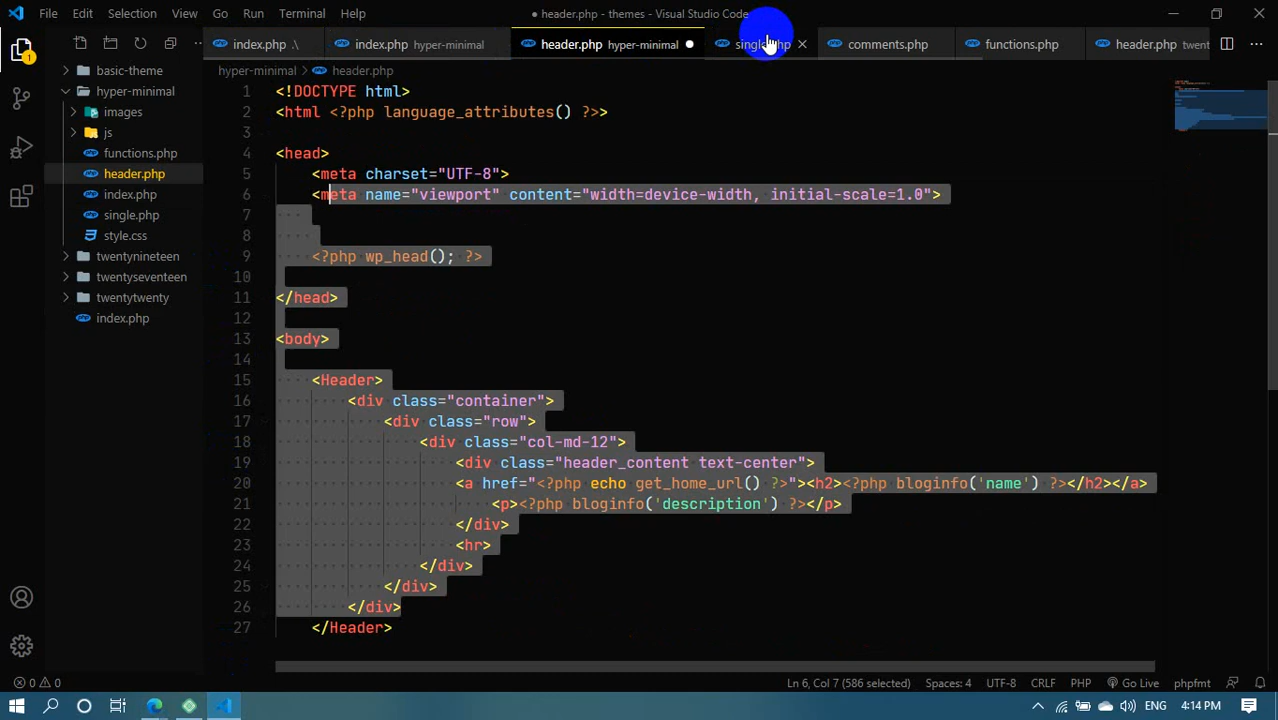 File Edit Selection View Go Run Terminal Help
● header.php - themes - Visual Studio Code
index.php .\
index.php hyper-minimal
header.php hyper-minimal ●
single.php
comments.php
functions.php
header.php twent
hyper-minimal > header.php
basic-theme
hyper-minimal
images
js
functions.php
header.php
index.php
single.php
style.css
twentynineteen
twentyseventeen
twentytwenty
index.php
1 <!DOCTYPE html>
2 <html <?php language_attributes() ?>>
3
4 <head>
5 <meta charset="UTF-8">
6 <meta name="viewport" content="width=device-width, initial-scale=1.0">
7
8
9 <?php wp_head(); ?>
10
11 </head>
12
13 <body>
14
15 <Header>
16 <div class="container">
17 <div class="row">
18 <div class="col-md-12">
19 <div class="header_content text-center">
20 <a href="<?php echo get_home_url() ?>"><h2><?php bloginfo('name') ?></h2></a>
21 <p><?php bloginfo('description') ?></p>
22 </div>
23 <hr>
24 </div>
25 </div>
26 </div>
27 </Header>
1
0 0
Ln 6, Col 7 (586 selected) Spaces: 4 UTF-8 CRLF PHP Go Live phpfmt
ENG 4:14 PM